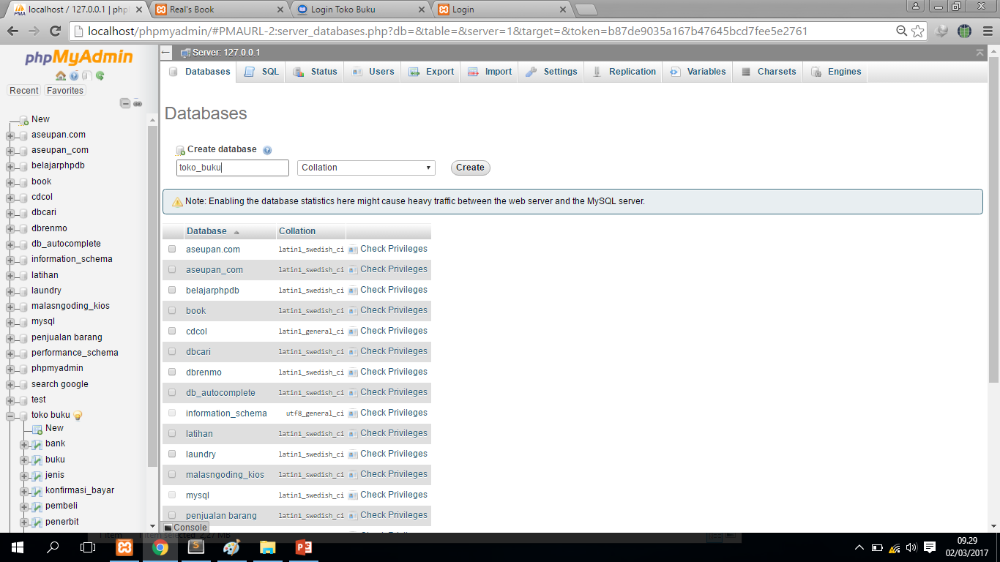 localhost / 127.0.0.1 | php
Real's Book
Login Toko Buku
Login
localhost/phpmyadmin/#PMAURL-2:server_databases.php?db=&table=&server=1&target=&token=b87de9035a167b47645bcd7fee5e2761
phpMyAdmin
Recent Favorites
New
aseupan.com
aseupan_com
belajarphpdb
book
cdcol
dbcari
dbrenmo
db_autocomplete
information_schema
latihan
laundry
malasngoding_kios
mysql
penjualan barang
performance_schema
phpmyadmin
search google
test
toko buku
New
bank
buku
jenis
konfirmasi_bayar
pembeli
penerbit
Server: 127.0.0.1
Databases SQL Status Users Export Import Settings Replication Variables Charsets Engines
Databases
Create database
toko_buku Collation Create
Note: Enabling the database statistics here might cause heavy traffic between the web server and the MySQL server.
Database Collation
aseupan.com latin1_swedish_ci Check Privileges
aseupan_com latin1_swedish_ci Check Privileges
belajarphpdb latin1_swedish_ci Check Privileges
book latin1_swedish_ci Check Privileges
cdcol latin1_general_ci Check Privileges
dbcari latin1_swedish_ci Check Privileges
dbrenmo latin1_swedish_ci Check Privileges
db_autocomplete latin1_swedish_ci Check Privileges
information_schema utf8_general_ci Check Privileges
latihan latin1_swedish_ci Check Privileges
laundry latin1_swedish_ci Check Privileges
malasngoding_kios latin1_swedish_ci Check Privileges
mysql latin1_swedish_ci Check Privileges
penjualan barang latin1_swedish_ci Check Privileges
Console
1 item 1 item selected 2,27 MB
09.29
02/03/2017